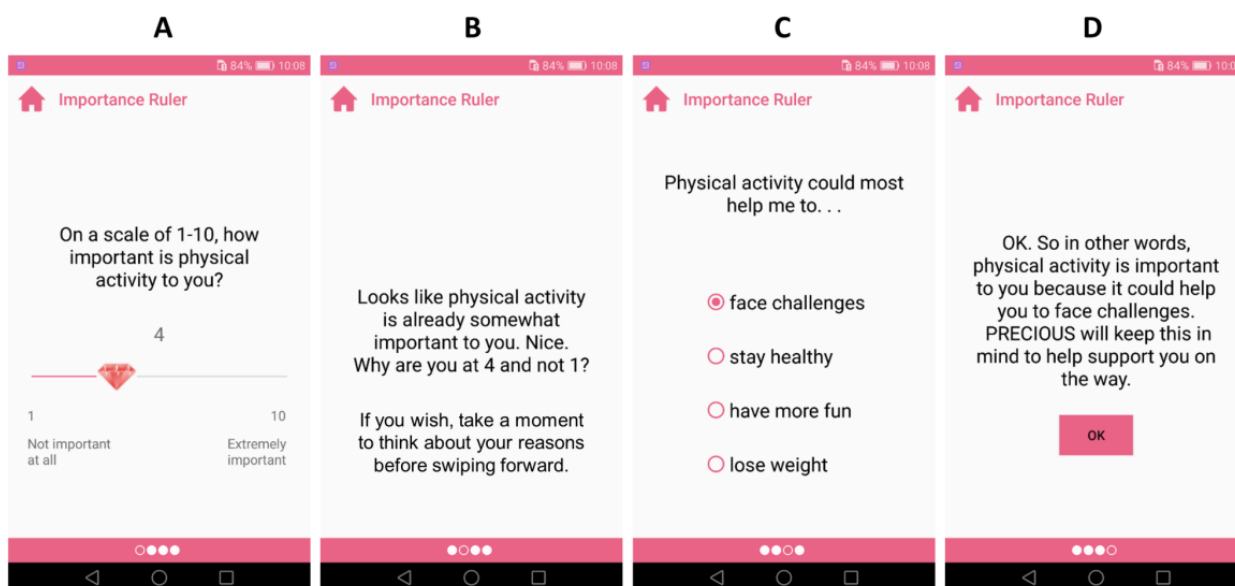 A
84% 10:08
Importance Ruler
On a scale of 1-10, how
important is physical
activity to you?
4
1
10
Not important
at all
Extremely
important
B
84% 10:08
Importance Ruler
Looks like physical activity
is already somewhat
important to you. Nice.
Why are you at 4 and not 1?
If you wish, take a moment
to think about your reasons
before swiping forward.
C
84% 10:08
Importance Ruler
Physical activity could most
help me to. . .
face challenges
stay healthy
have more fun
lose weight
D
84% 10:0
Importance Ruler
OK. So in other words,
physical activity is important
to you because it could help
you to face challenges.
PRECIOUS will keep this in
mind to help support you on
the way.
OK